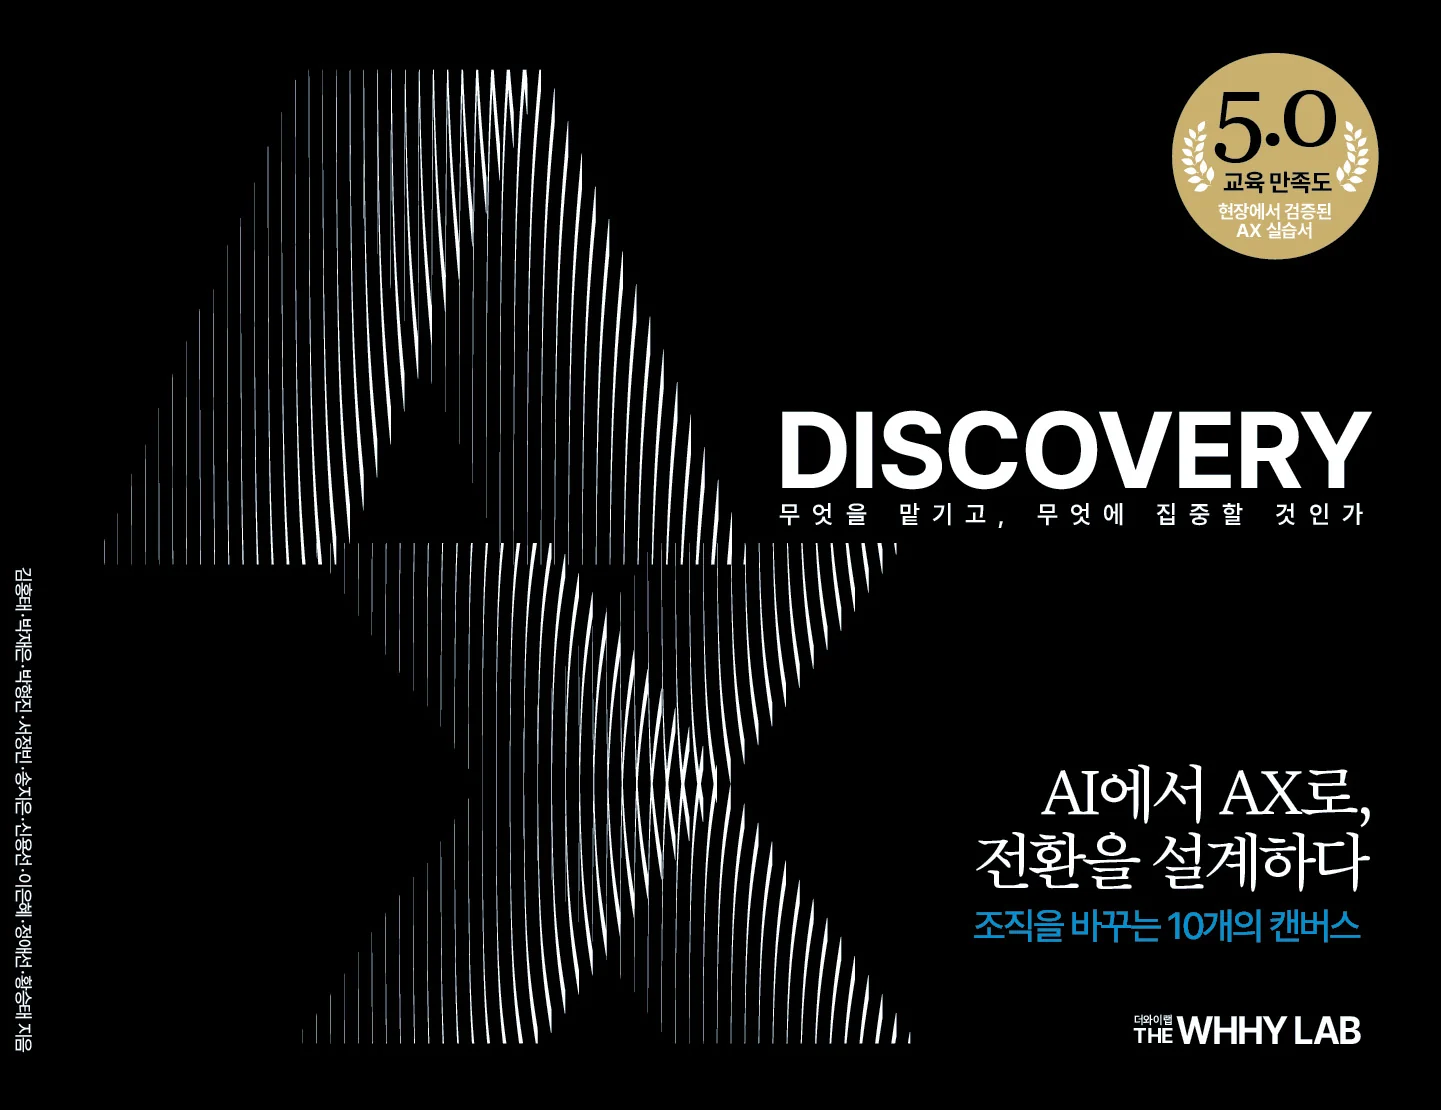 5.0
교육 만족도
현장에서 검증된
AX 실습서
DISCOVERY
무엇을 맡기고, 무엇에 집중할 것인가
AI에서 AX로,
전환을 설계하다
조직을 바꾸는 10개의 캔버스
더와이랩
THE WHHY LAB
김홍태·박재은·박형진·서정빈·송지은·신용선·이은혜·정애선·황승태 지음